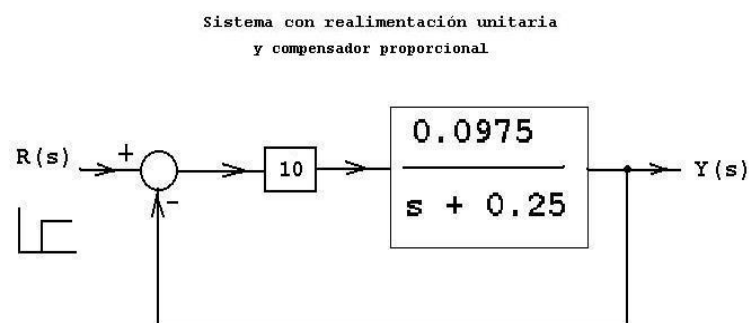 Sistema con realimentación unitaria
y compensador proporcional
R(s)
+
-
10
0.0975
s + 0.25
Y(s)